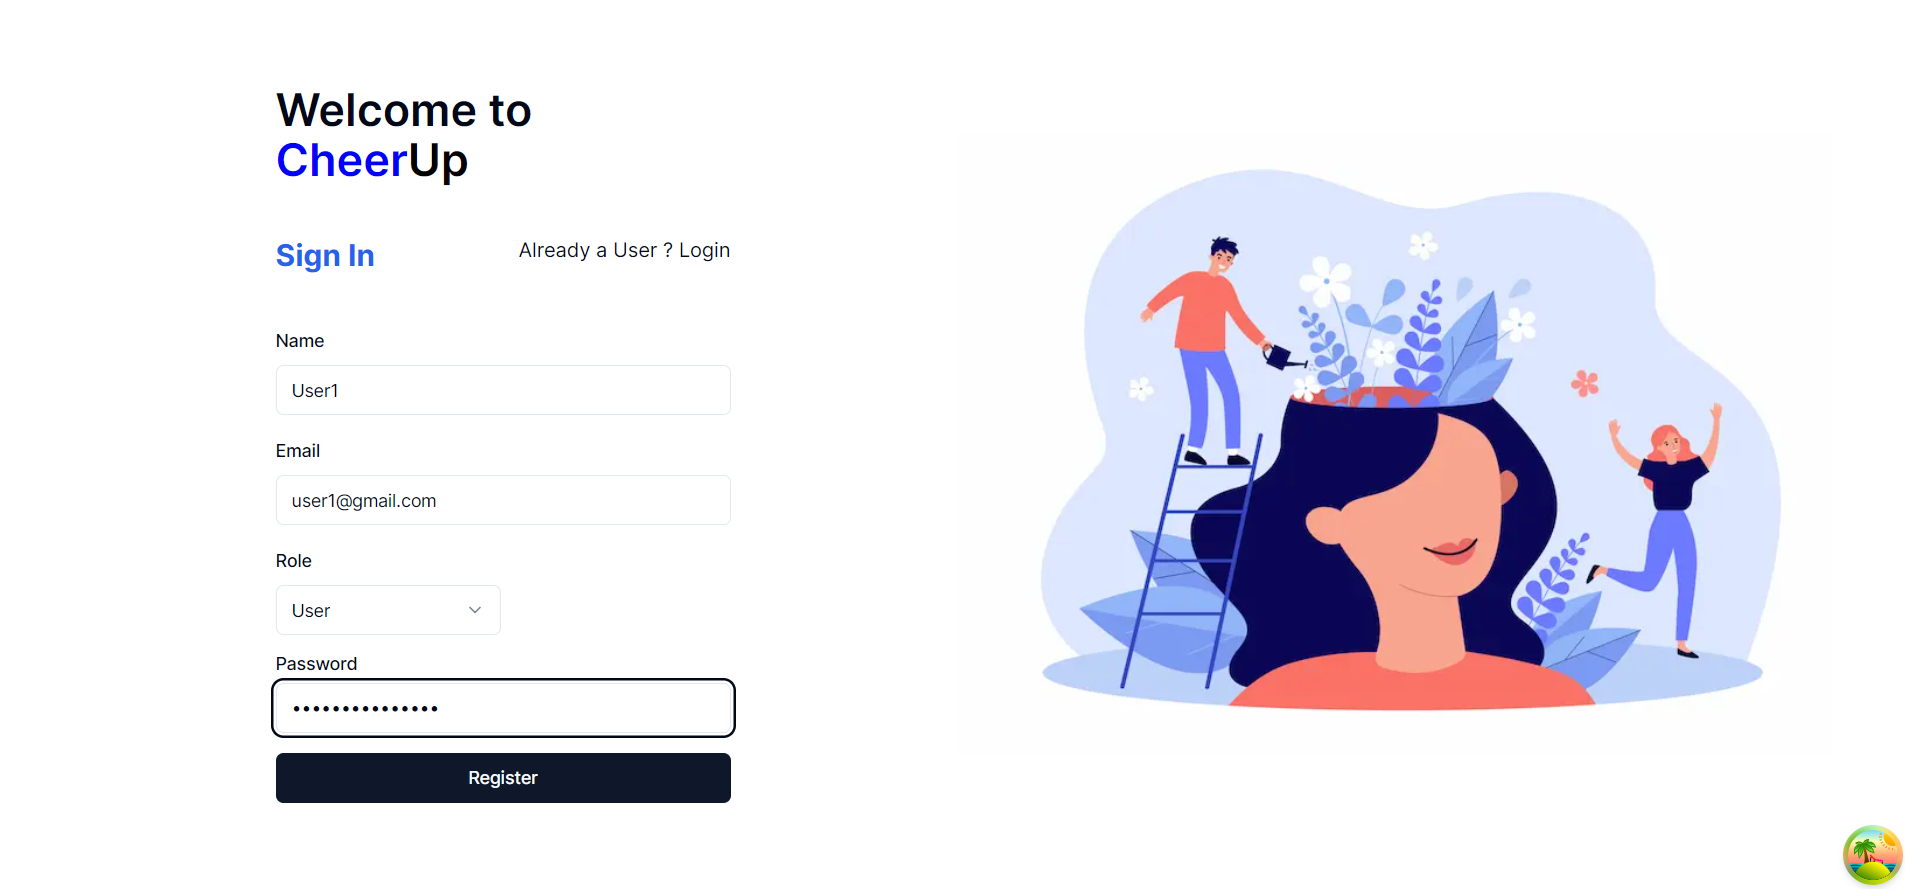 Welcome to
CheerUp
Sign In
Already a User ? Login
Name
User1
Email
user1@gmail.com
Role
User
Password
•••••••••••••••
Register